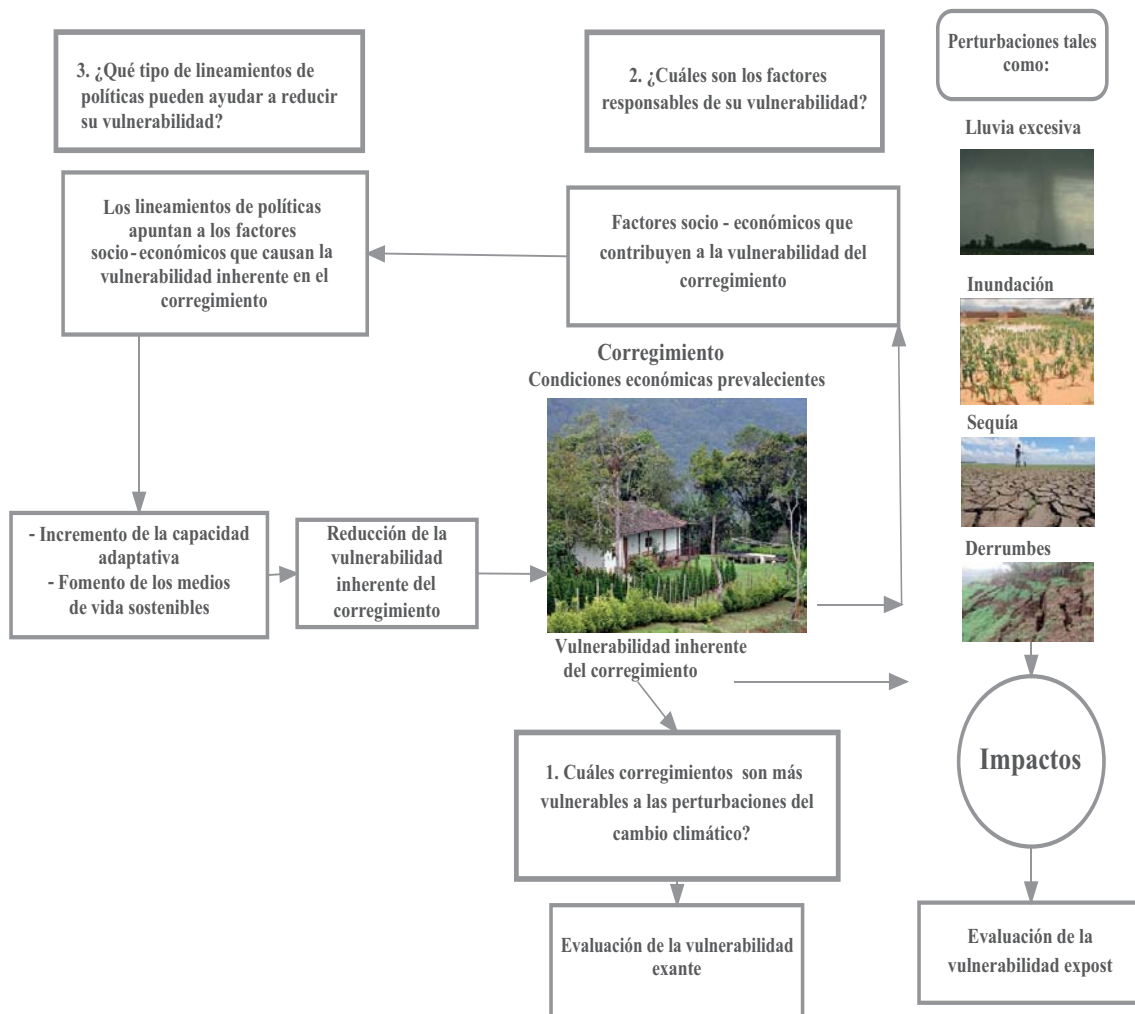 3. ¿Qué tipo de lineamientos de
políticas pueden ayudar a reducir
su vulnerabilidad?
2. ¿Cuáles son los factores
responsables de su vulnerabilidad?
Perturbaciones tales
como:
Lluvia excesiva
Los lineamientos de políticas
apuntan a los factores
socio-económicos que causan la
vulnerabilidad inherente en el
corregimiento
Factores socio - económicos que
contribuyen a la vulnerabilidad del
corregimiento
Inundación
Corregimiento
Condiciones económicas prevalecientes
Sequía
- Incremento de la capacidad
adaptativa
- Fomento de los medios
de vida sostenibles
Reducción de la
vulnerabilidad
inherente del
corregimiento
Derrumbes
Vulnerabilidad inherente
del corregimiento
Impactos
1. Cuáles corregimientos son más
vulnerables a las perturbaciones del
cambio climático?
Evaluación de la vulnerabilidad
exante
Evaluación de la
vulnerabilidad expost